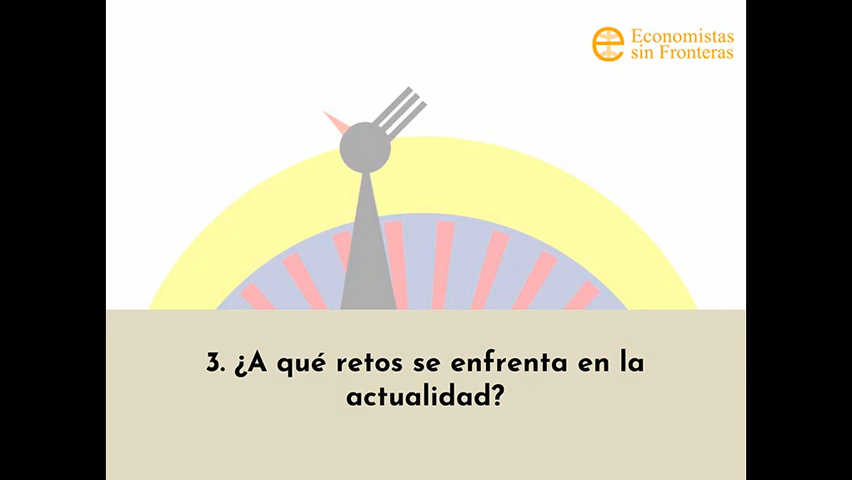 Economistas
sin Fronteras
3. ¿A qué retos se enfrenta en la
actualidad?